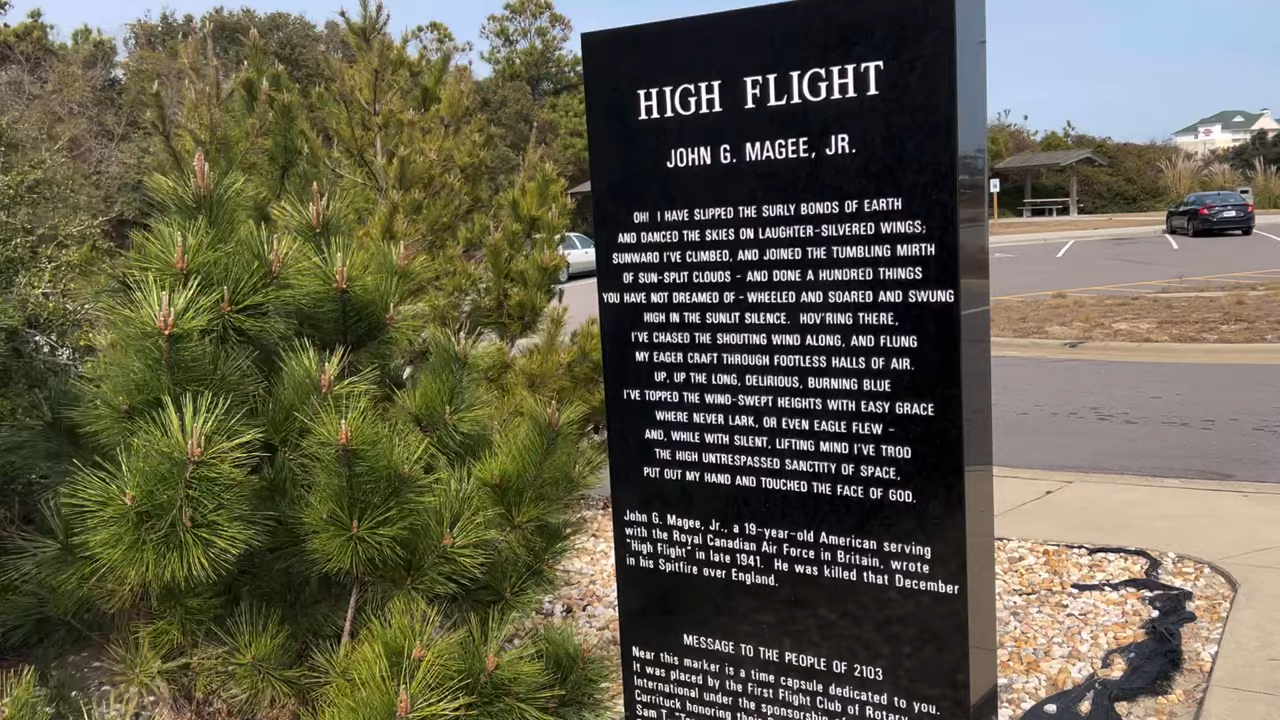 HIGH FLIGHT
JOHN G. MAGEE, JR.
OH! I HAVE SLIPPED THE SURLY BONDS OF EARTH
AND DANCED THE SKIES ON LAUGHTER-SILVERED WINGS;
SUNWARD I'VE CLIMBED, AND JOINED THE TUMBLING MIRTH
OF SUN-SPLIT CLOUDS - AND DONE A HUNDRED THINGS
YOU HAVE NOT DREAMED OF - WHEELED AND SOARED AND SWUNG
HIGH IN THE SUNLIT SILENCE. HOV'RING THERE,
I'VE CHASED THE SHOUTING WIND ALONG, AND FLUNG
MY EAGER CRAFT THROUGH FOOTLESS HALLS OF AIR.
UP, UP THE LONG, DELIRIOUS, BURNING BLUE
I'VE TOPPED THE WIND-SWEPT HEIGHTS WITH EASY GRACE
WHERE NEVER LARK, OR EVEN EAGLE FLEW -
AND, WHILE WITH SILENT, LIFTING MIND I'VE TROD
THE HIGH UNTRESPASSED SANCTITY OF SPACE,
PUT OUT MY HAND AND TOUCHED THE FACE OF GOD.
John G. Magee, Jr., a 19-year-old American serving
with the Royal Canadian Air Force in Britain, wrote
"High Flight" in late 1941. He was killed that December
in his Spitfire over England.
MESSAGE TO THE PEOPLE OF 2103
Near this marker is a time capsule dedicated to you.
It was placed by the First Flight Club of Rotary
International under the sponsorship
Currituck honoring their
Sam T.